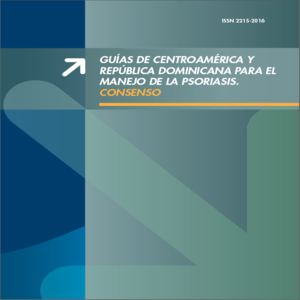 ISSN 2215-2016
GUÍAS DE CENTROAMÉRICA Y
REPÚBLICA DOMINICANA PARA EL
MANEJO DE LA PSORIASIS.
CONSENSO